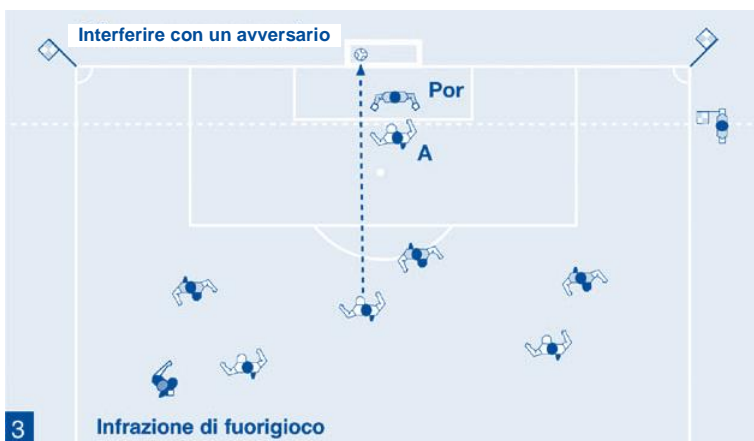 Interferire con un avversario
Por
A
3
Infrazione di fuorigioco